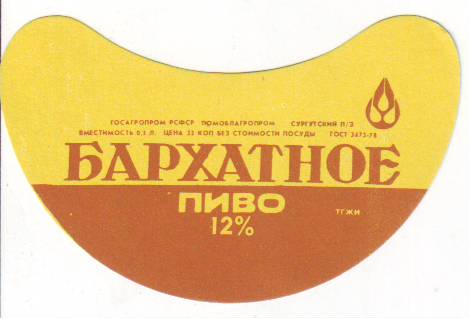 ГОСАГРОПРОМ РСФСР ПОМОБЛАГРОПРОМ СУРГУТСКИЙ П/З
ВМЕСТИМОСТЬ 0,5 Л. ЦЕНА 33 КОП БЕЗ СТОИМОСТИ ПОСУДЫ ГОСТ 3473-78
БАРХАТНОЕ
ПИВО
12%
ТГЖИ